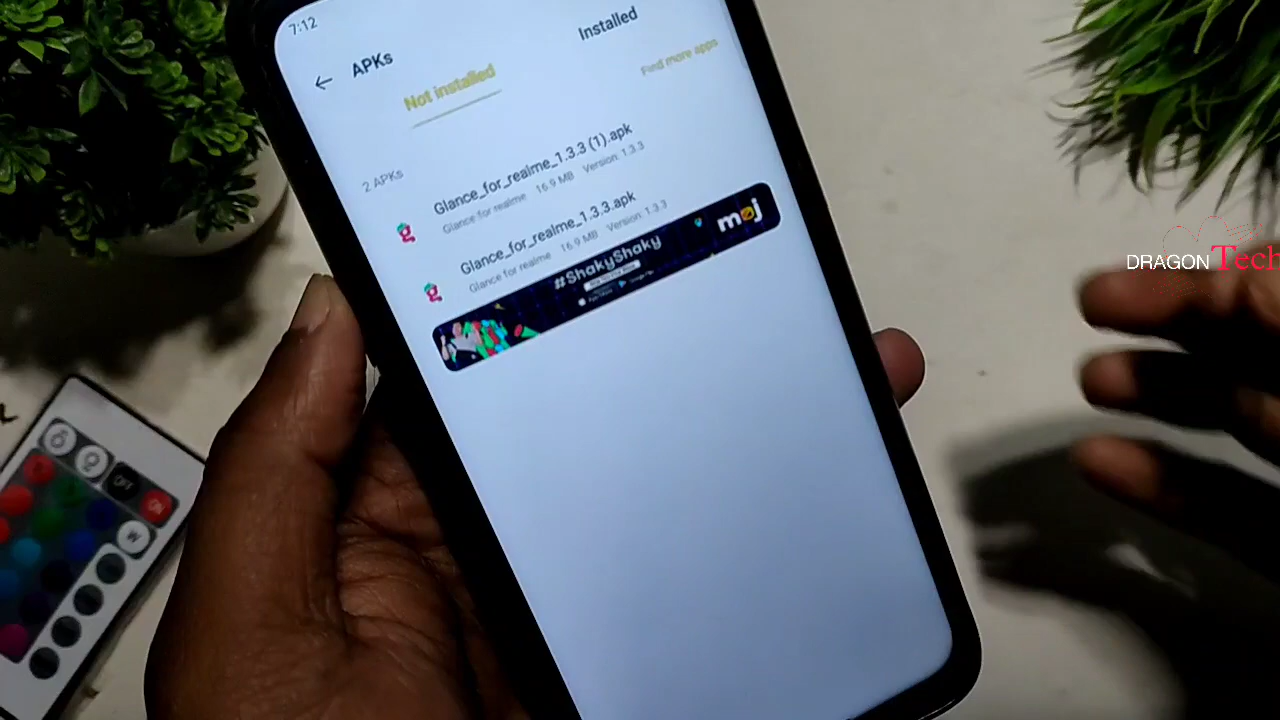 7:12
← APKs
Not installed
Installed
Find more apps
2 APKs
Glance_for_realme_1.3.3 (1).apk
Glance for realme 16.9 MB Version: 1.3.3
Glance_for_realme_1.3.3.apk
Glance for realme 16.9 MB Version: 1.3.3
#ShakyShaky
moj
DRAGON Tech
OFF
ON
W